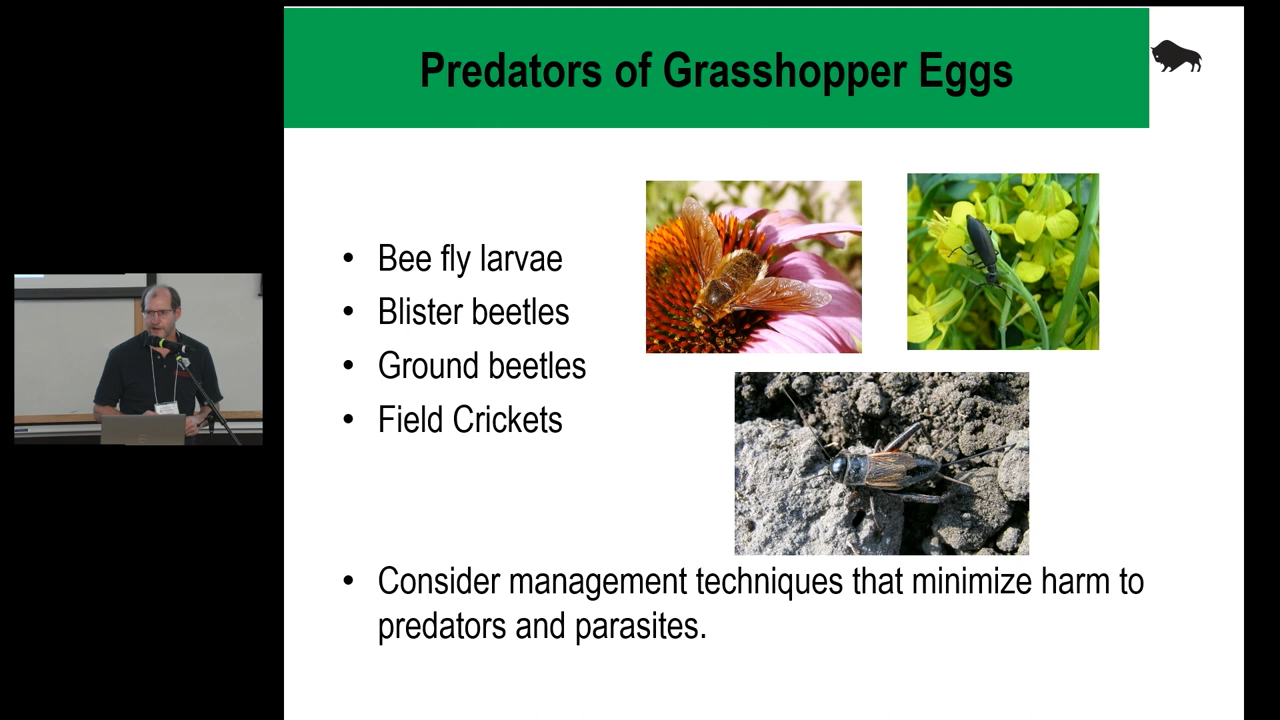 Predators of Grasshopper Eggs
• Bee fly larvae
• Blister beetles
• Ground beetles
• Field Crickets
• Consider management techniques that minimize harm to
predators and parasites.